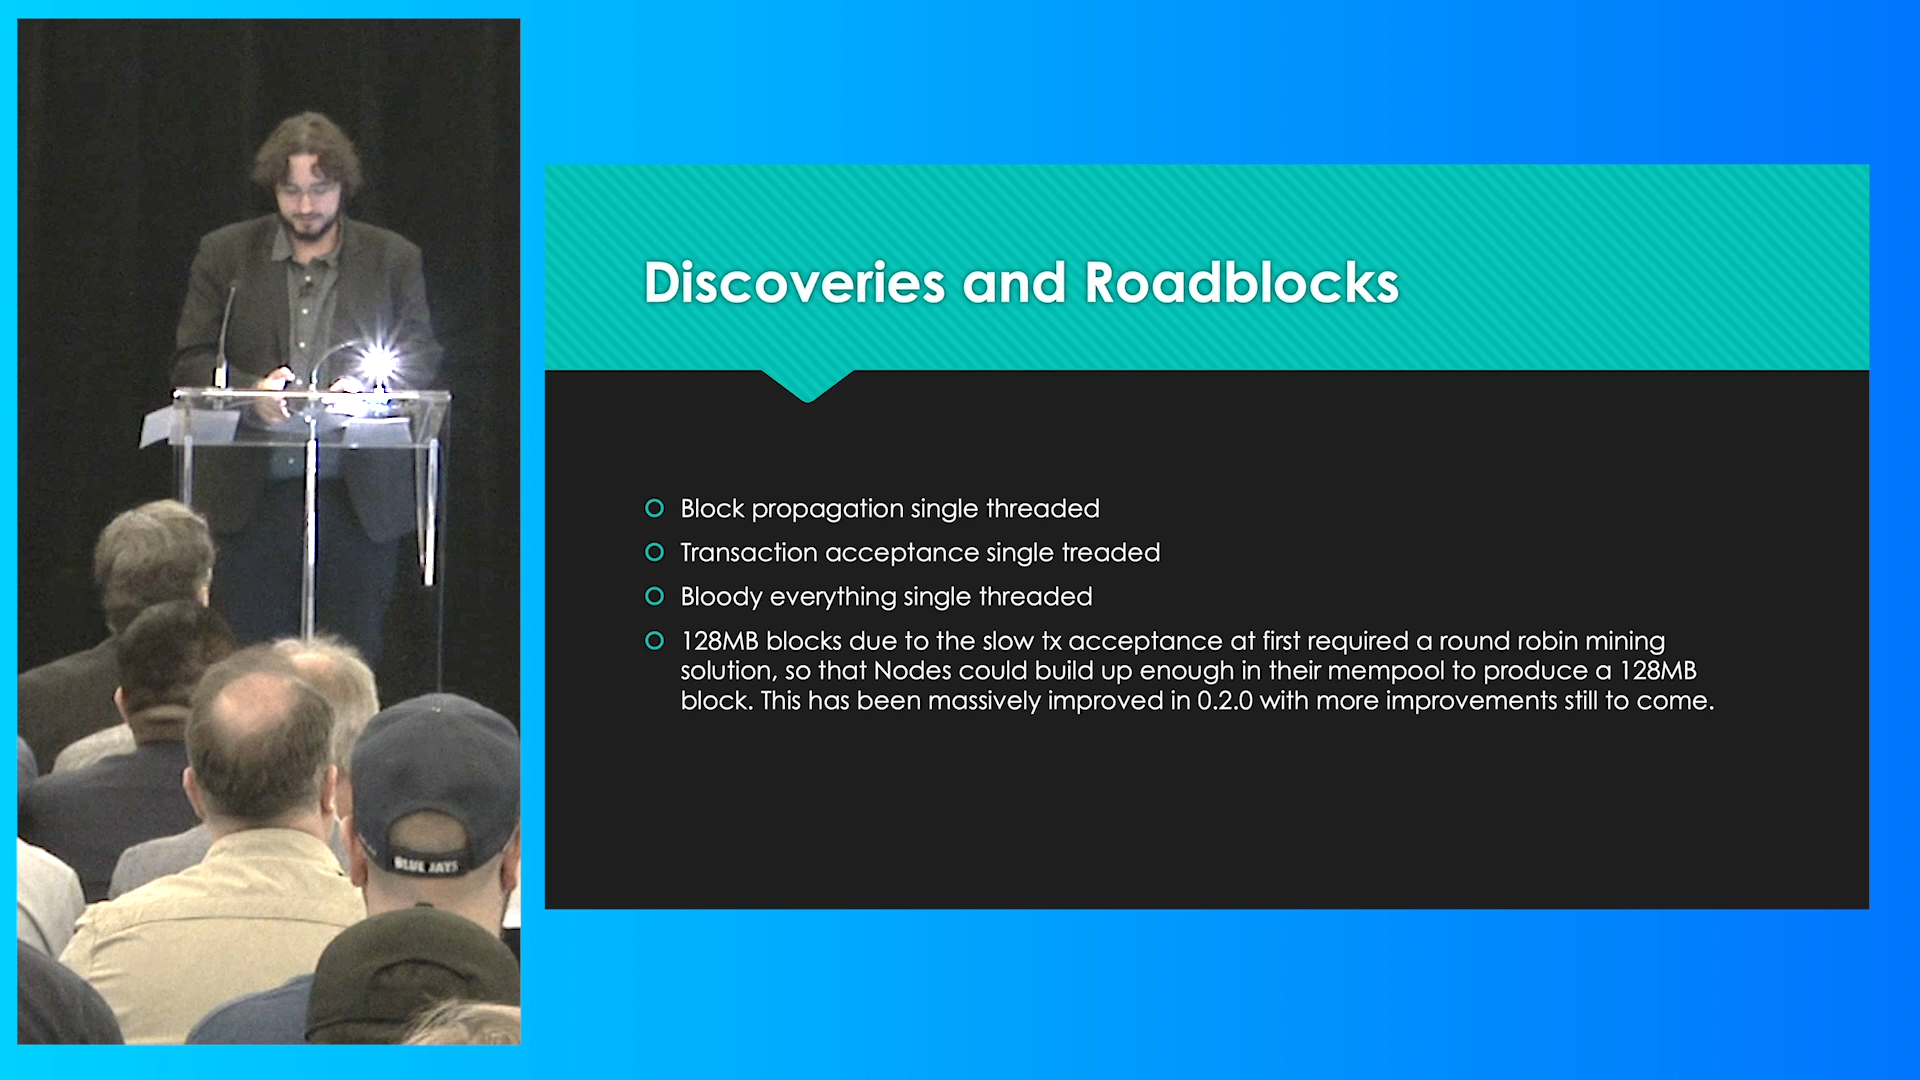 Discoveries and Roadblocks
Block propagation single threaded
Transaction acceptance single treaded
Bloody everything single threaded
128MB blocks due to the slow tx acceptance at first required a round robin mining
solution, so that Nodes could build up enough in their mempool to produce a 128MB
block. This has been massively improved in 0.2.0 with more improvements still to come.
BLUE JAYS